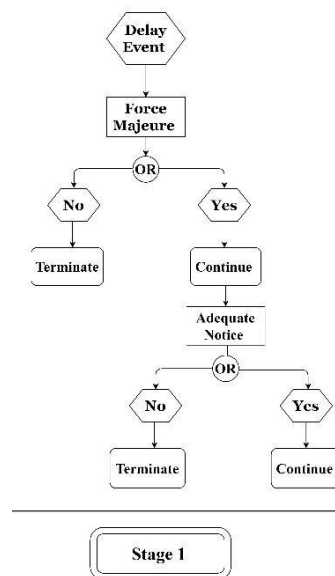 Delay
Event
Force
Majeure
OR
No
Yes
Terminate
Continue
Adequate
Notice
OR
No
Yes
Terminate
Continue
Stage 1